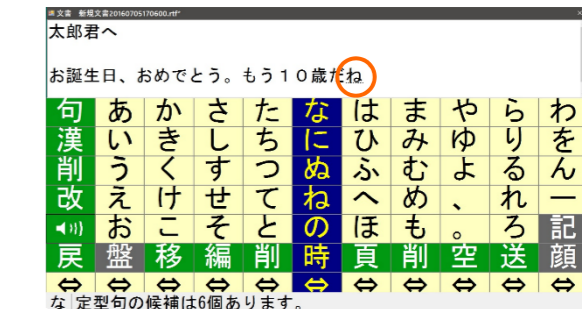 文書 新規文書20160705170600.rtf*
太郎君へ
お誕生日、おめでとう。もう１０歳だね
句 あ か さ た な は ま や ら わ
漢 い き し ち に ひ み ゆ り を
削 う く す つ ぬ ふ む よ る ん
改 え け せ て ね へ め 、 れ ー
お こ そ と の ほ も 。 ろ 記
戻 盤 移 編 削 時 頁 削 空 送 顔
⇔ ⇔ ⇔ ⇔ ⇔ ⇔ ⇔ ⇔ ⇔ ⇔ ⇔
な 定型句の候補は6個あります。